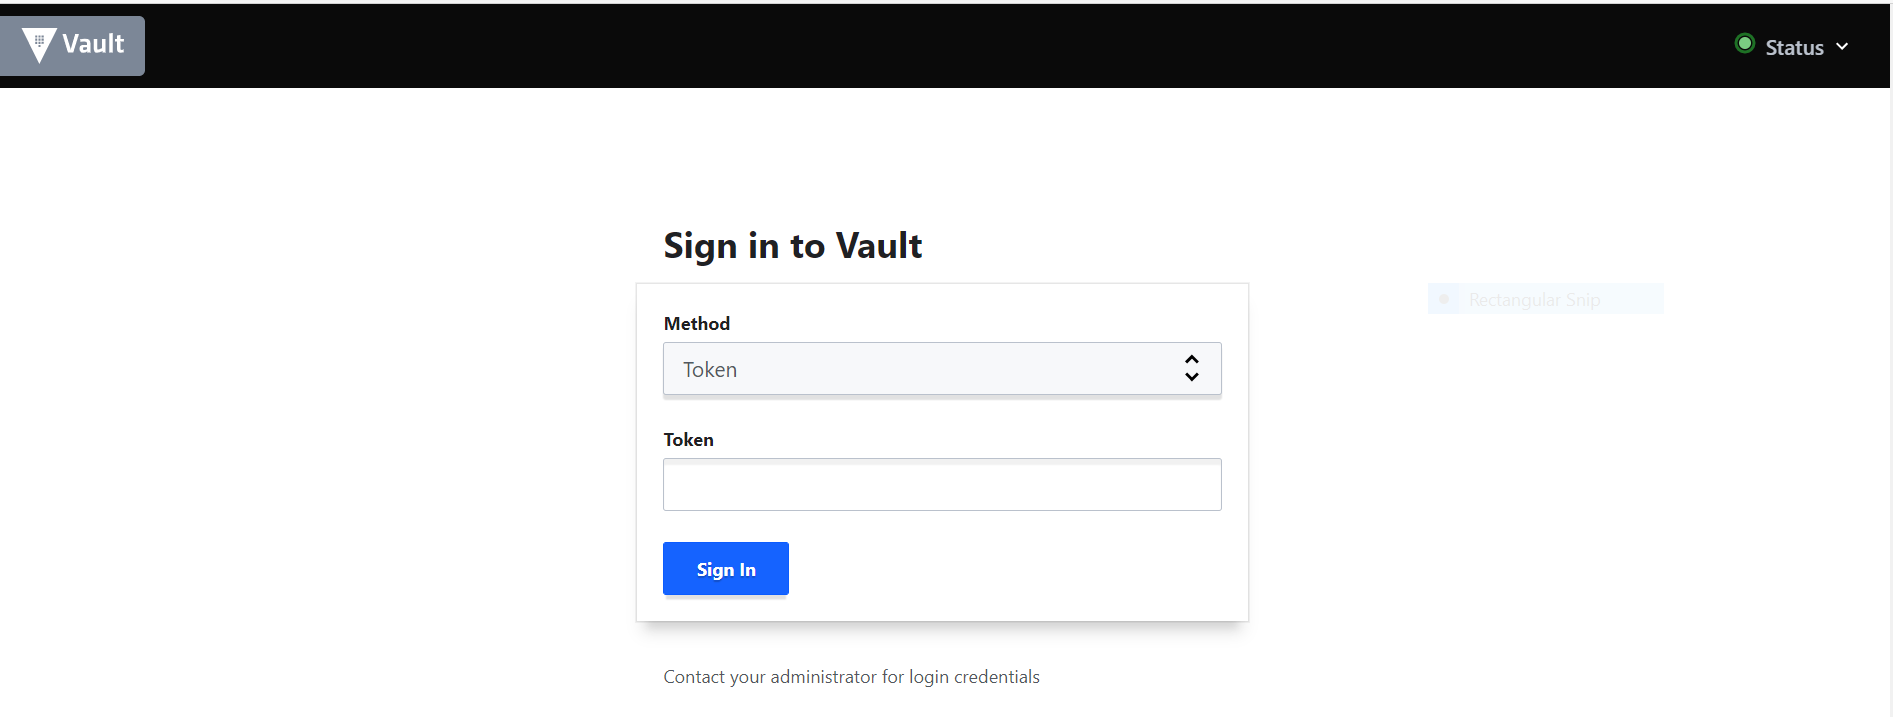 Vault
Status
Sign in to Vault
Rectangular Snip
Method
Token
Token
Sign In
Contact your administrator for login credentials